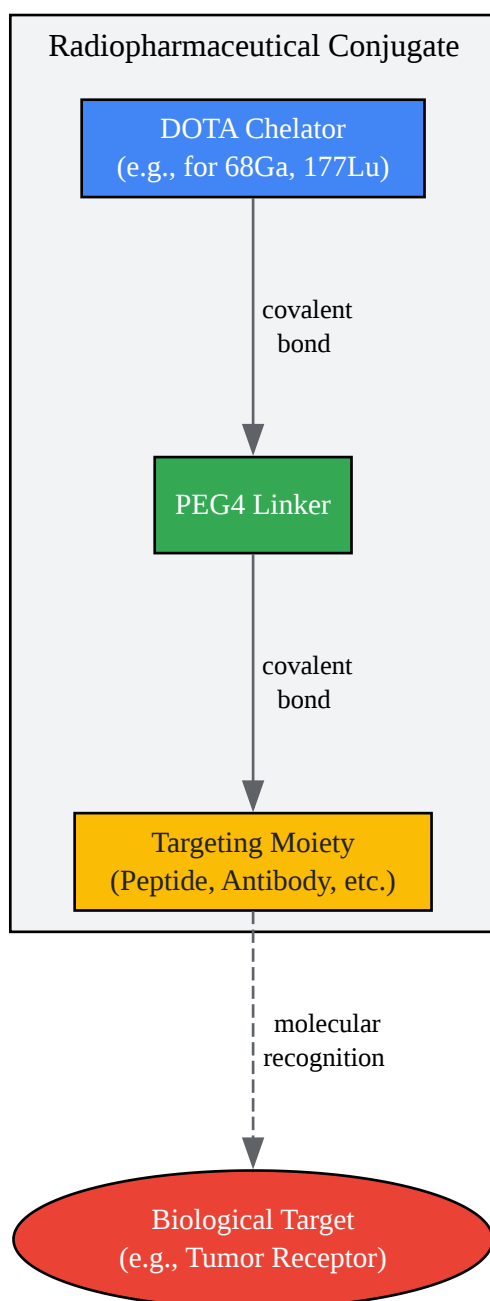 Radiopharmaceutical Conjugate
DOTA Chelator
(e.g., for 68Ga, 177Lu)
covalent
bond
PEG4 Linker
covalent
bond
Targeting Moiety
(Peptide, Antibody, etc.)
molecular
recognition
Biological Target
(e.g., Tumor Receptor)